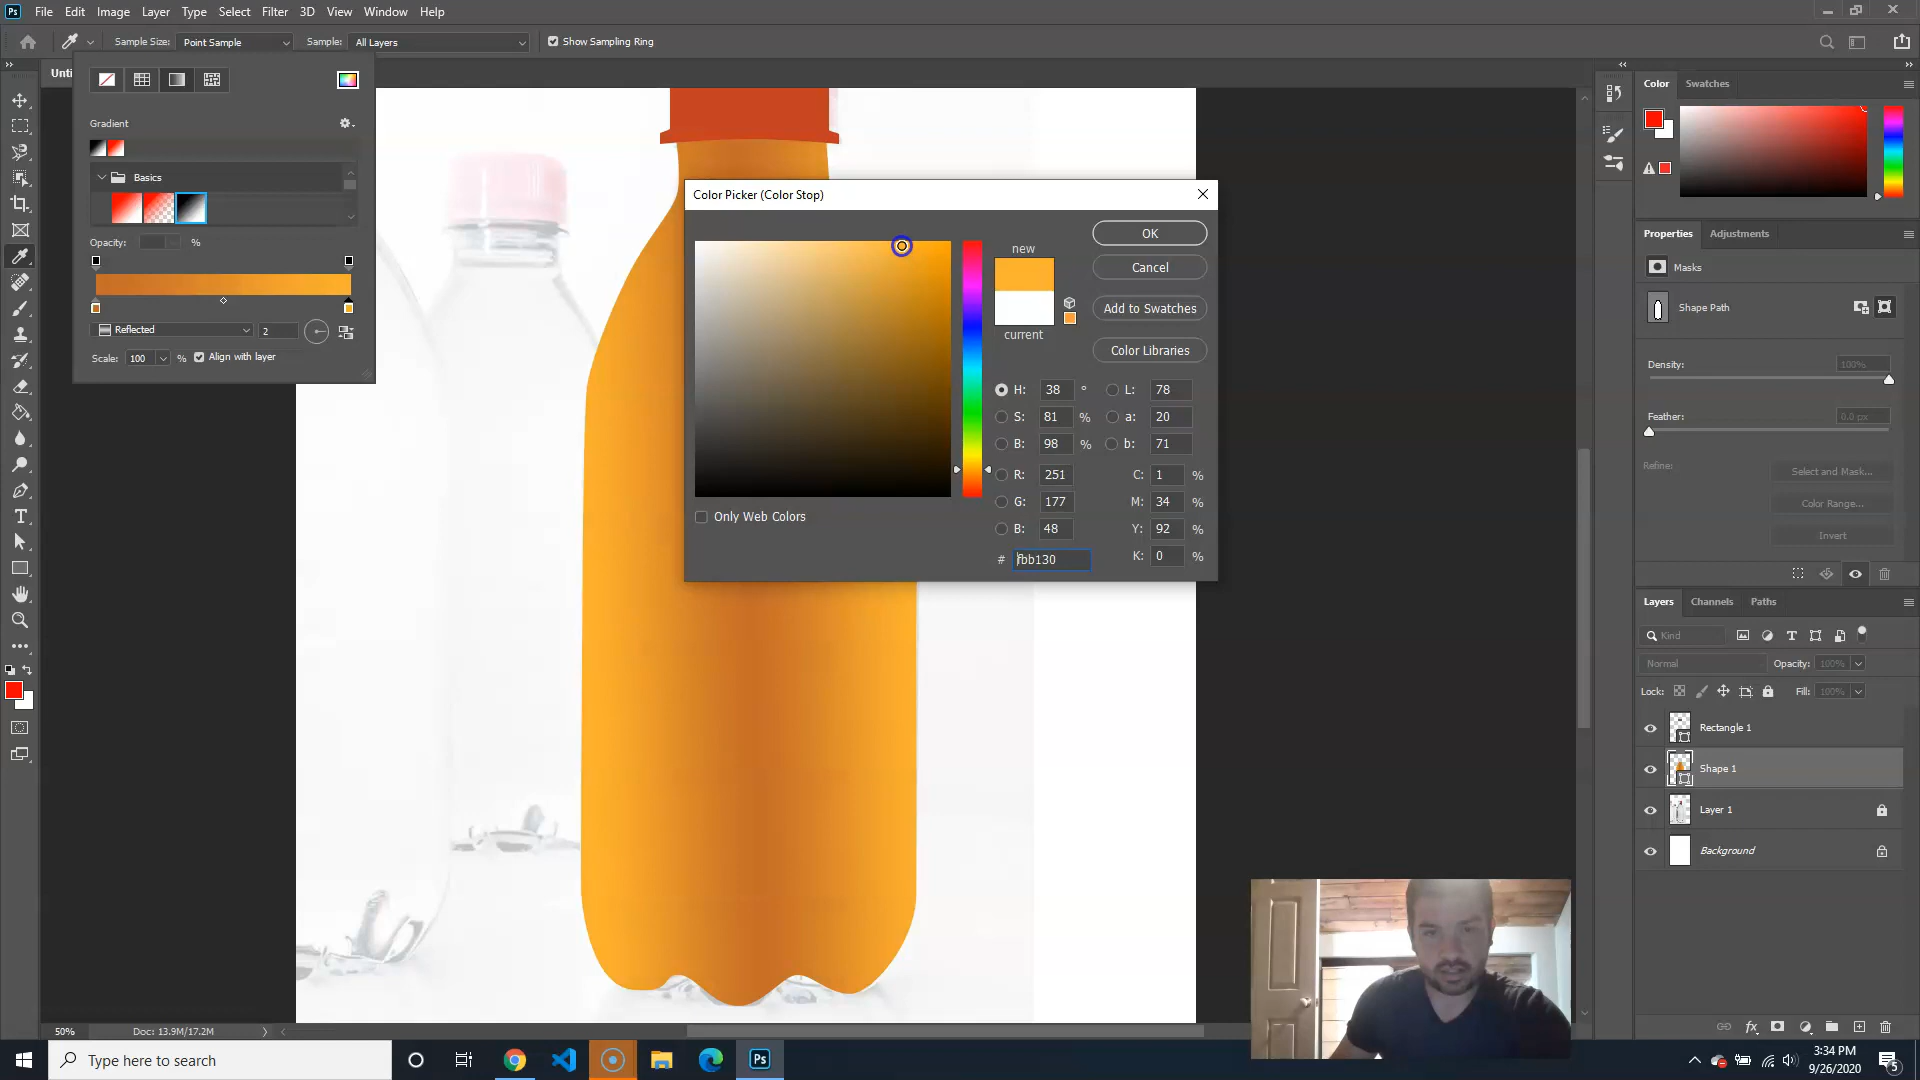 Ps File Edit Image Layer Type Select Filter 3D View Window Help
Sample Size: Point Sample Sample: All Layers Show Sampling Ring
Unti
Gradient
Basics
Opacity: %
Reflected 2
Scale: 100 % Align with layer
Color Picker (Color Stop)
new
current
OK
Cancel
Add to Swatches
Color Libraries
H: 38 ° L: 78
S: 81 % a: 20
B: 98 % b: 71
R: 251 C: 1 %
G: 177 M: 34 %
B: 48 Y: 92 %
# fbb130 K: 0 %
Only Web Colors
Color Swatches
Properties Adjustments
Masks
Shape Path
Density: 100%
Feather: 0.0 px
Refine: Select and Mask...
Color Range...
Invert
Layers Channels Paths
Kind
Normal Opacity: 100%
Lock: Fill: 100%
Rectangle 1
Shape 1
Layer 1
Background
50% Doc: 13.9M/17.2M
Type here to search
Ps
3:34 PM
9/26/2020
5